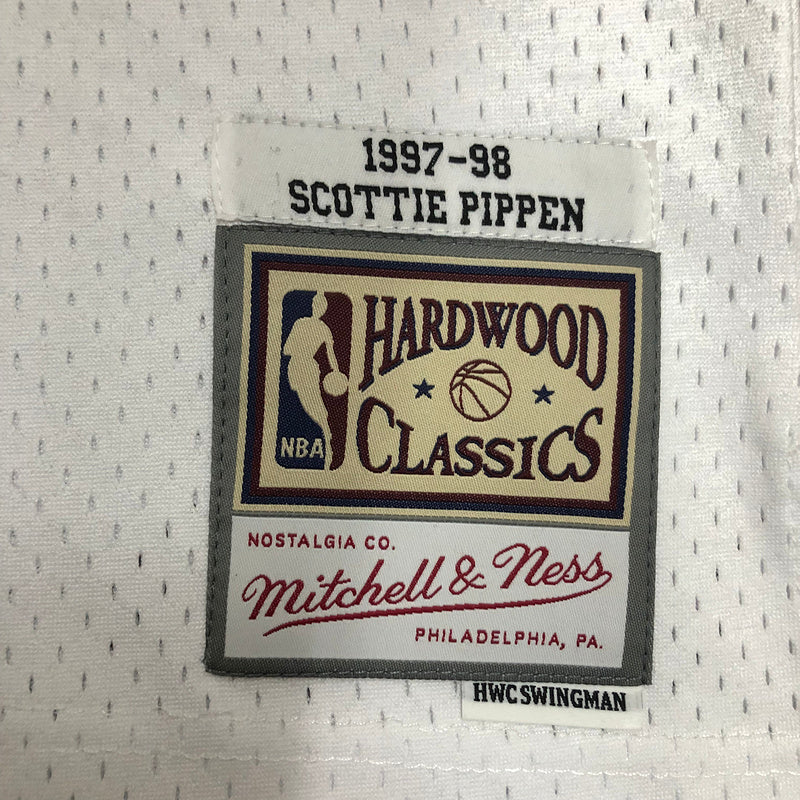 1997-98
SCOTTIE PIPPEN
HARDWOOD
CLASSICS
NBA
NOSTALGIA CO.
Mitchell & Ness
PHILADELPHIA, PA.
HWC SWINGMAN